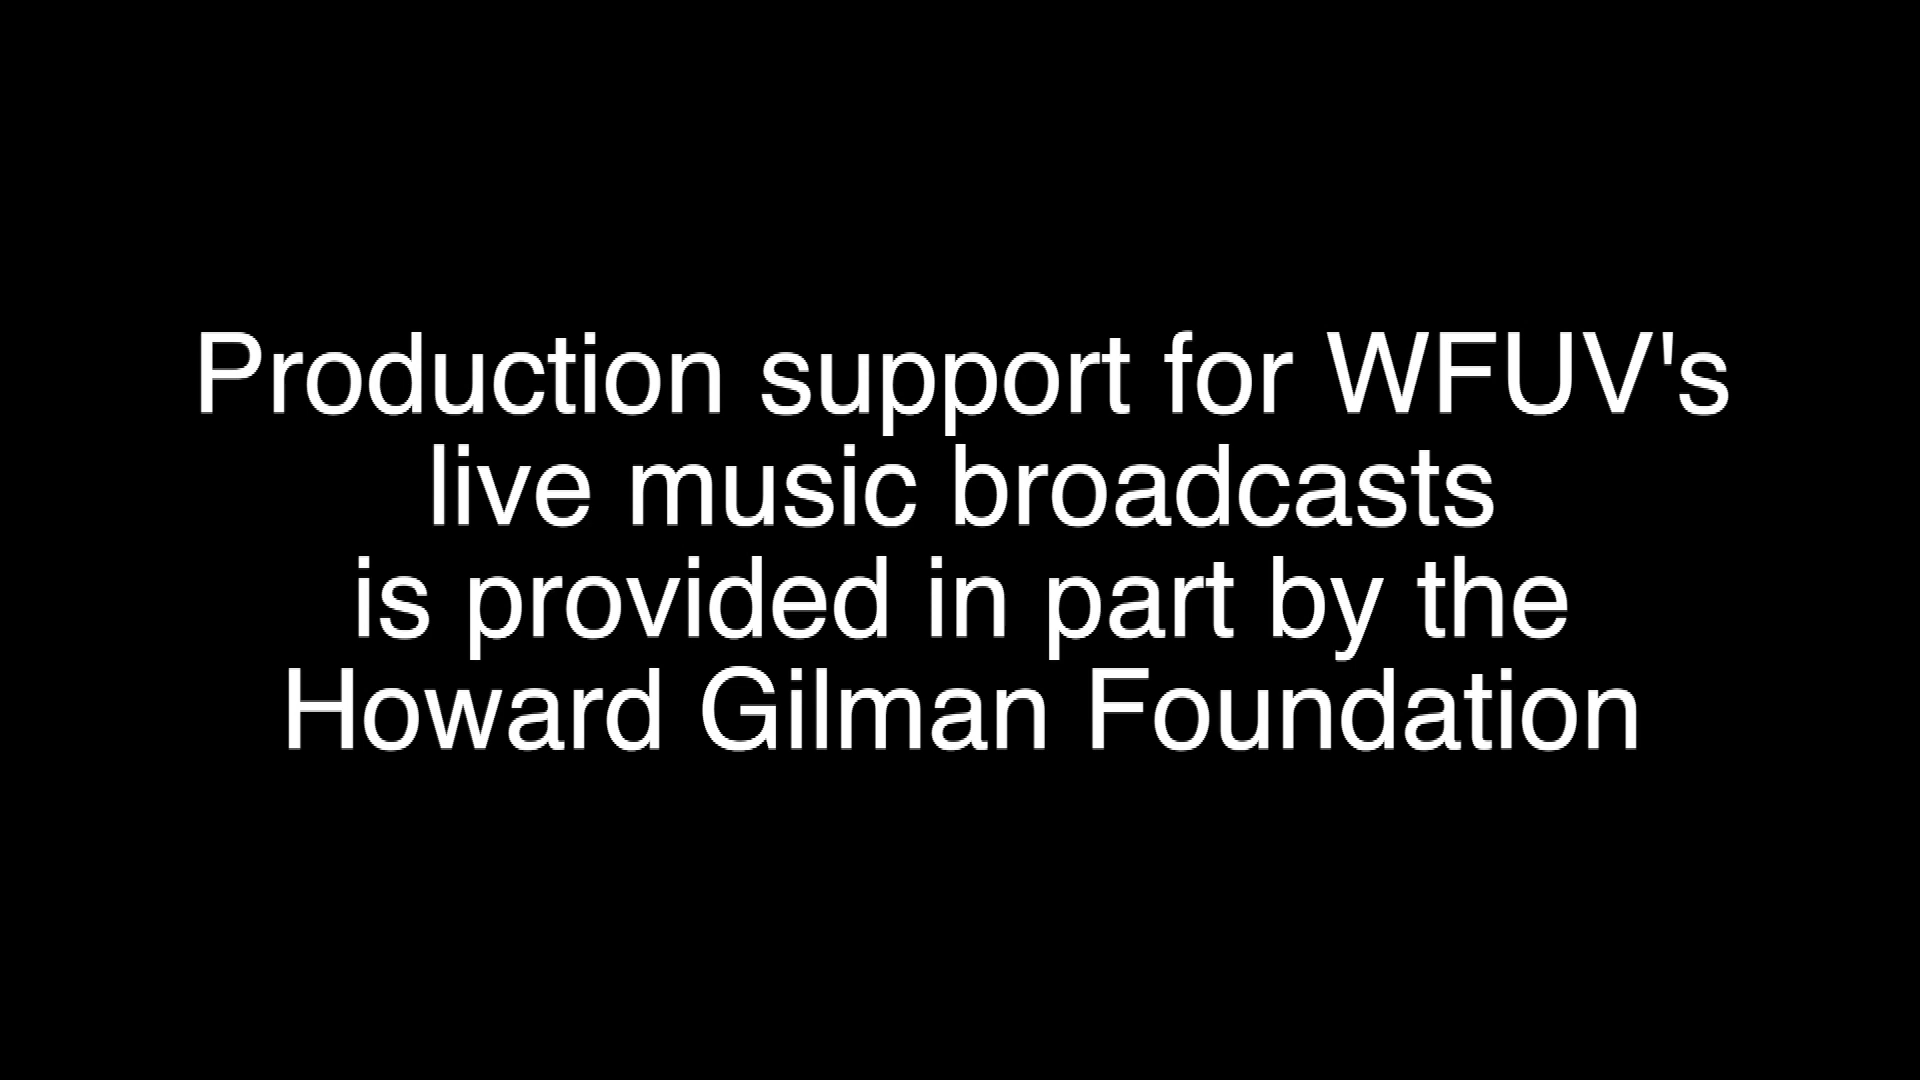 Production support for WFUV's
live music broadcasts
is provided in part by the
Howard Gilman Foundation